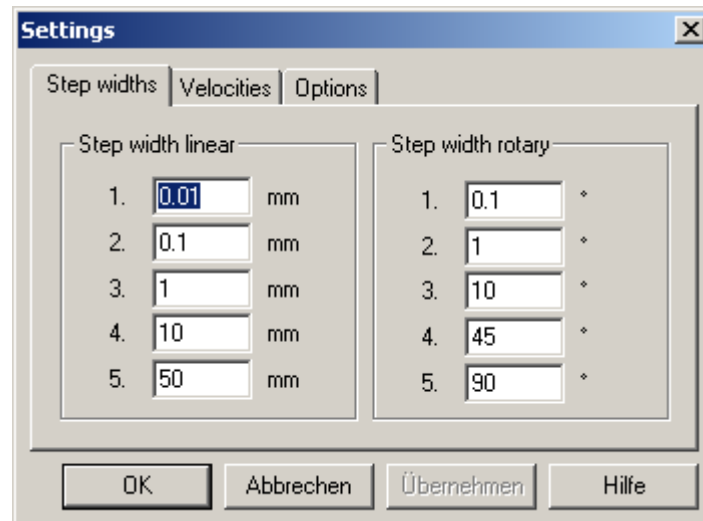 Settings
Step widths Velocities Options
Step width linear
1. 0.01 mm
2. 0.1 mm
3. 1 mm
4. 10 mm
5. 50 mm
Step width rotary
1. 0.1 °
2. 1 °
3. 10 °
4. 45 °
5. 90 °
OK Abbrechen Übernehmen Hilfe